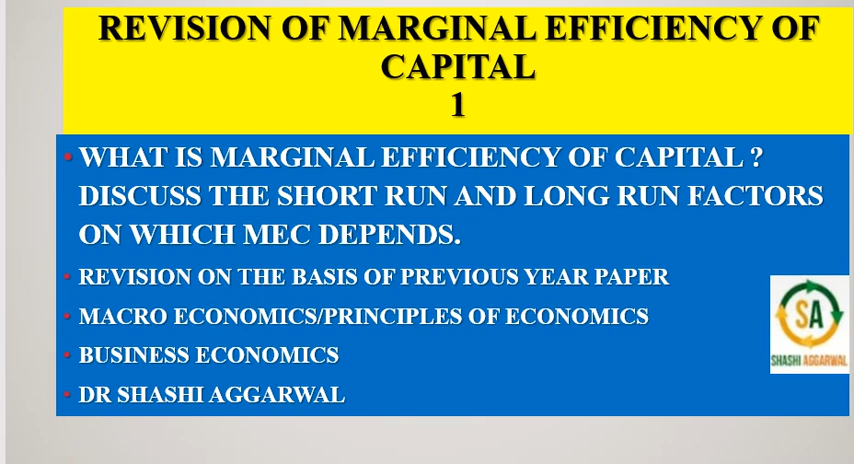 REVISION OF MARGINAL EFFICIENCY OF
CAPITAL
1
• WHAT IS MARGINAL EFFICIENCY OF CAPITAL ?
DISCUSS THE SHORT RUN AND LONG RUN FACTORS
ON WHICH MEC DEPENDS.
• REVISION ON THE BASIS OF PREVIOUS YEAR PAPER
• MACRO ECONOMICS/PRINCIPLES OF ECONOMICS
• BUSINESS ECONOMICS
• DR SHASHI AGGARWAL
SA
SHASHI AGGARWAL